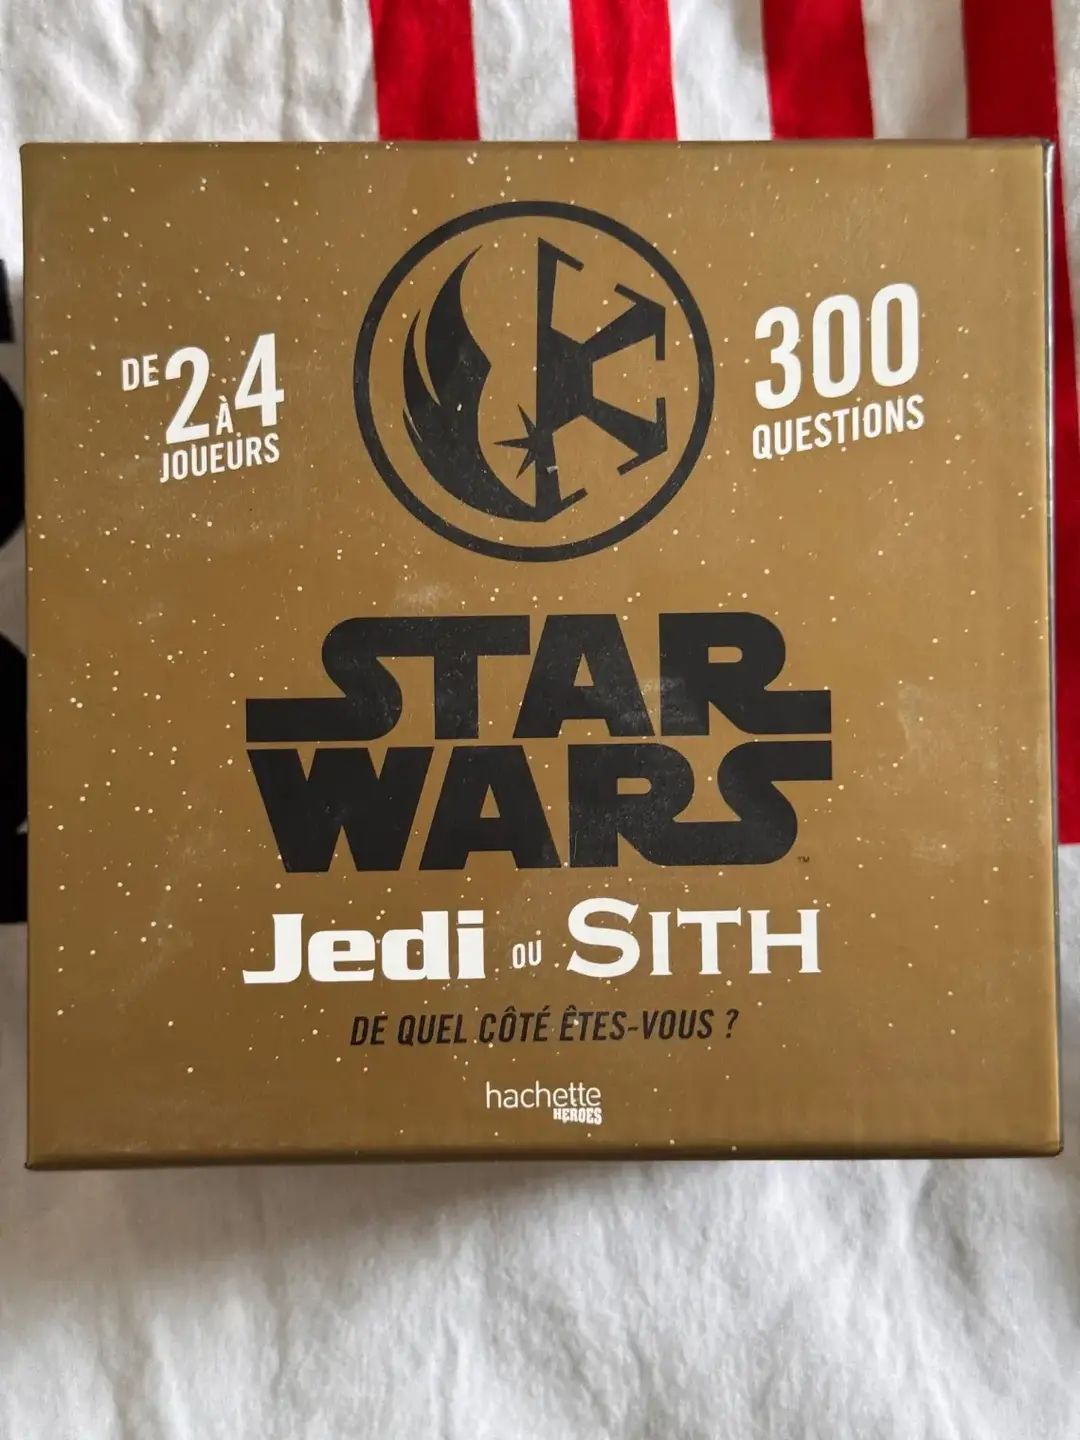 DE 2 À 4
JOUEURS
300
QUESTIONS
STAR
WARS
™
Jedi OU SITH
DE QUEL CÔTÉ ÊTES-VOUS ?
hachette
HEROES